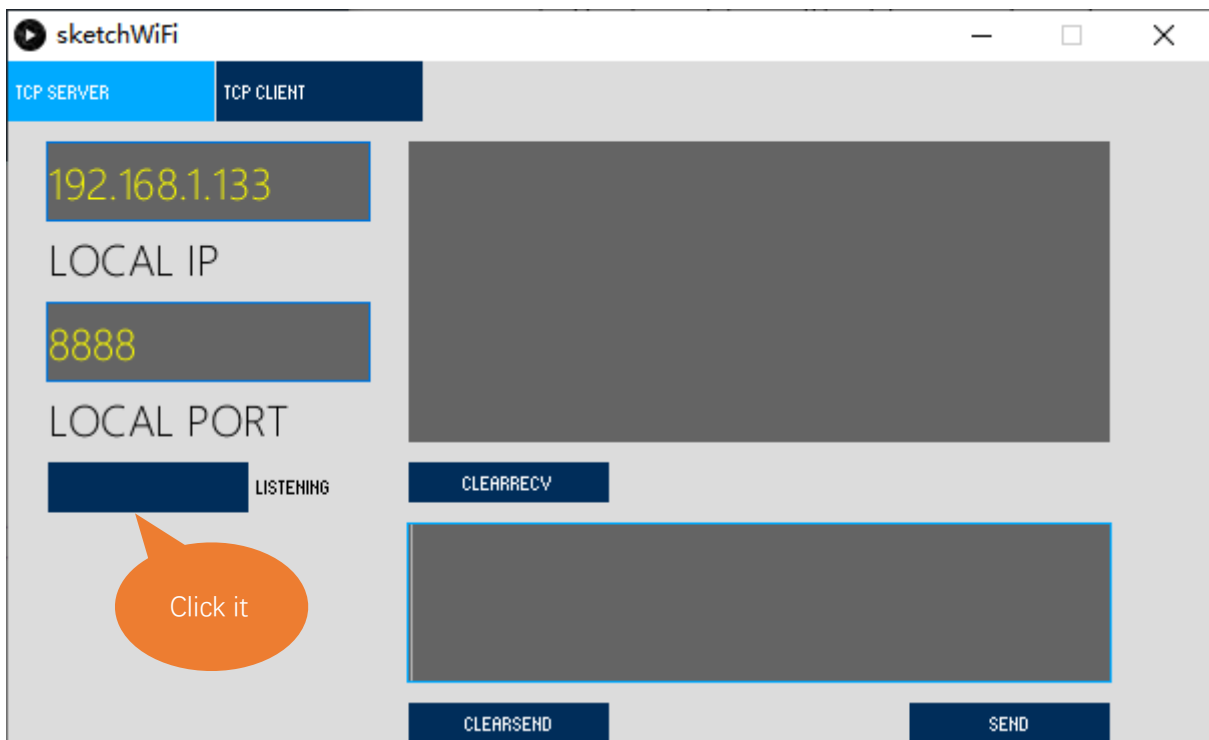 sketchWiFi
TCP SERVER
TCP CLIENT
192.168.1.133
LOCAL IP
8888
LOCAL PORT
LISTENING
CLEARRECV
Click it
CLEARSEND
SEND